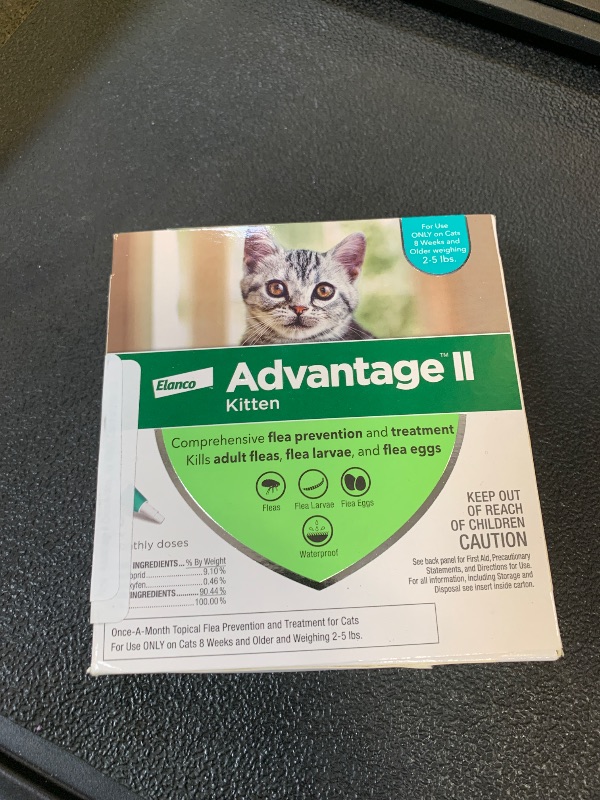 For Use
ONLY on Cats
8 Weeks and
Older weighing
2-5 lbs.
Elanco
Advantage™ II
Kitten
Comprehensive flea prevention and treatment
Kills adult fleas, flea larvae, and flea eggs
Fleas
Flea Larvae
Flea Eggs
Waterproof
KEEP OUT
OF REACH
OF CHILDREN
CAUTION
See back panel for First Aid, Precautionary
Statements, and Directions for Use.
For all information, including Storage and
Disposal see insert inside carton.
thly doses
INGREDIENTS... % By Weight
oprid 9.10%
xyfen 0.46%
INGREDIENTS 90.44%
100.00%
Once-A-Month Topical Flea Prevention and Treatment for Cats
For Use ONLY on Cats 8 Weeks and Older and Weighing 2-5 lbs.